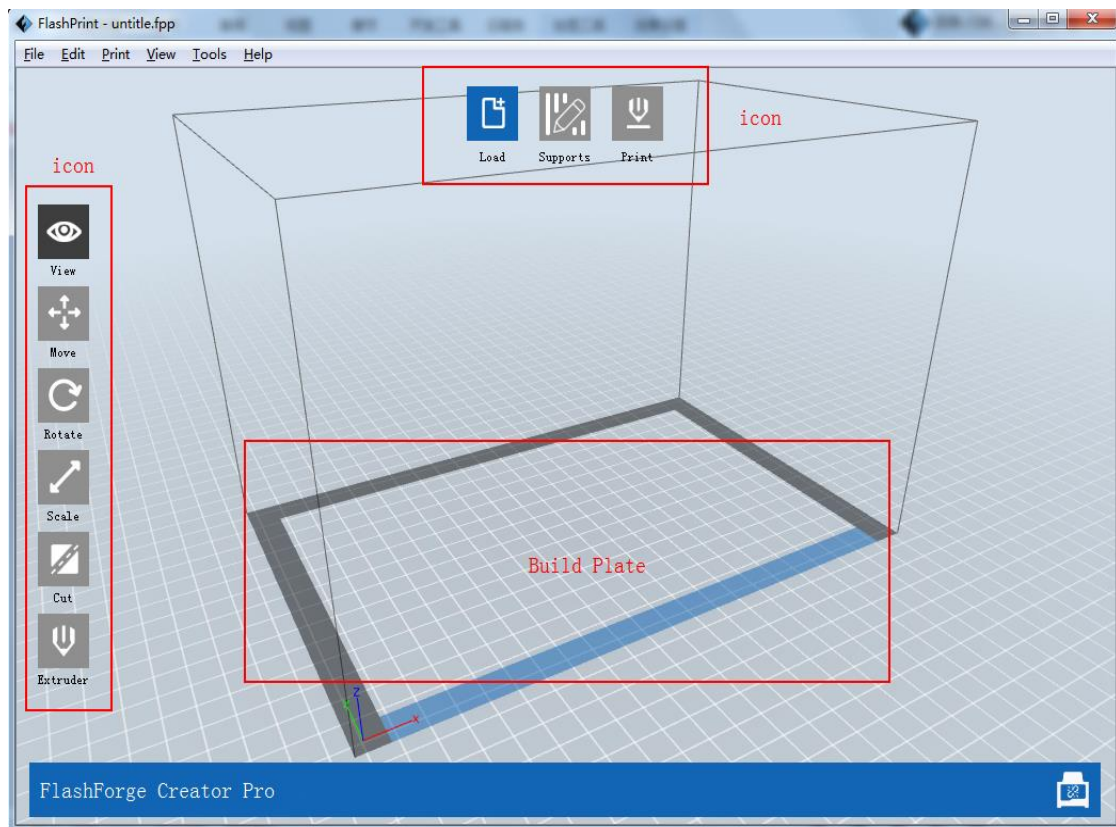 FlashPrint - untitle.fpp
File Edit Print View Tools Help
icon
Load Supports Print
icon
View
Move
Rotate
Scale
Cut
Extruder
Build Plate
Z
Y
X
FlashForge Creator Pro